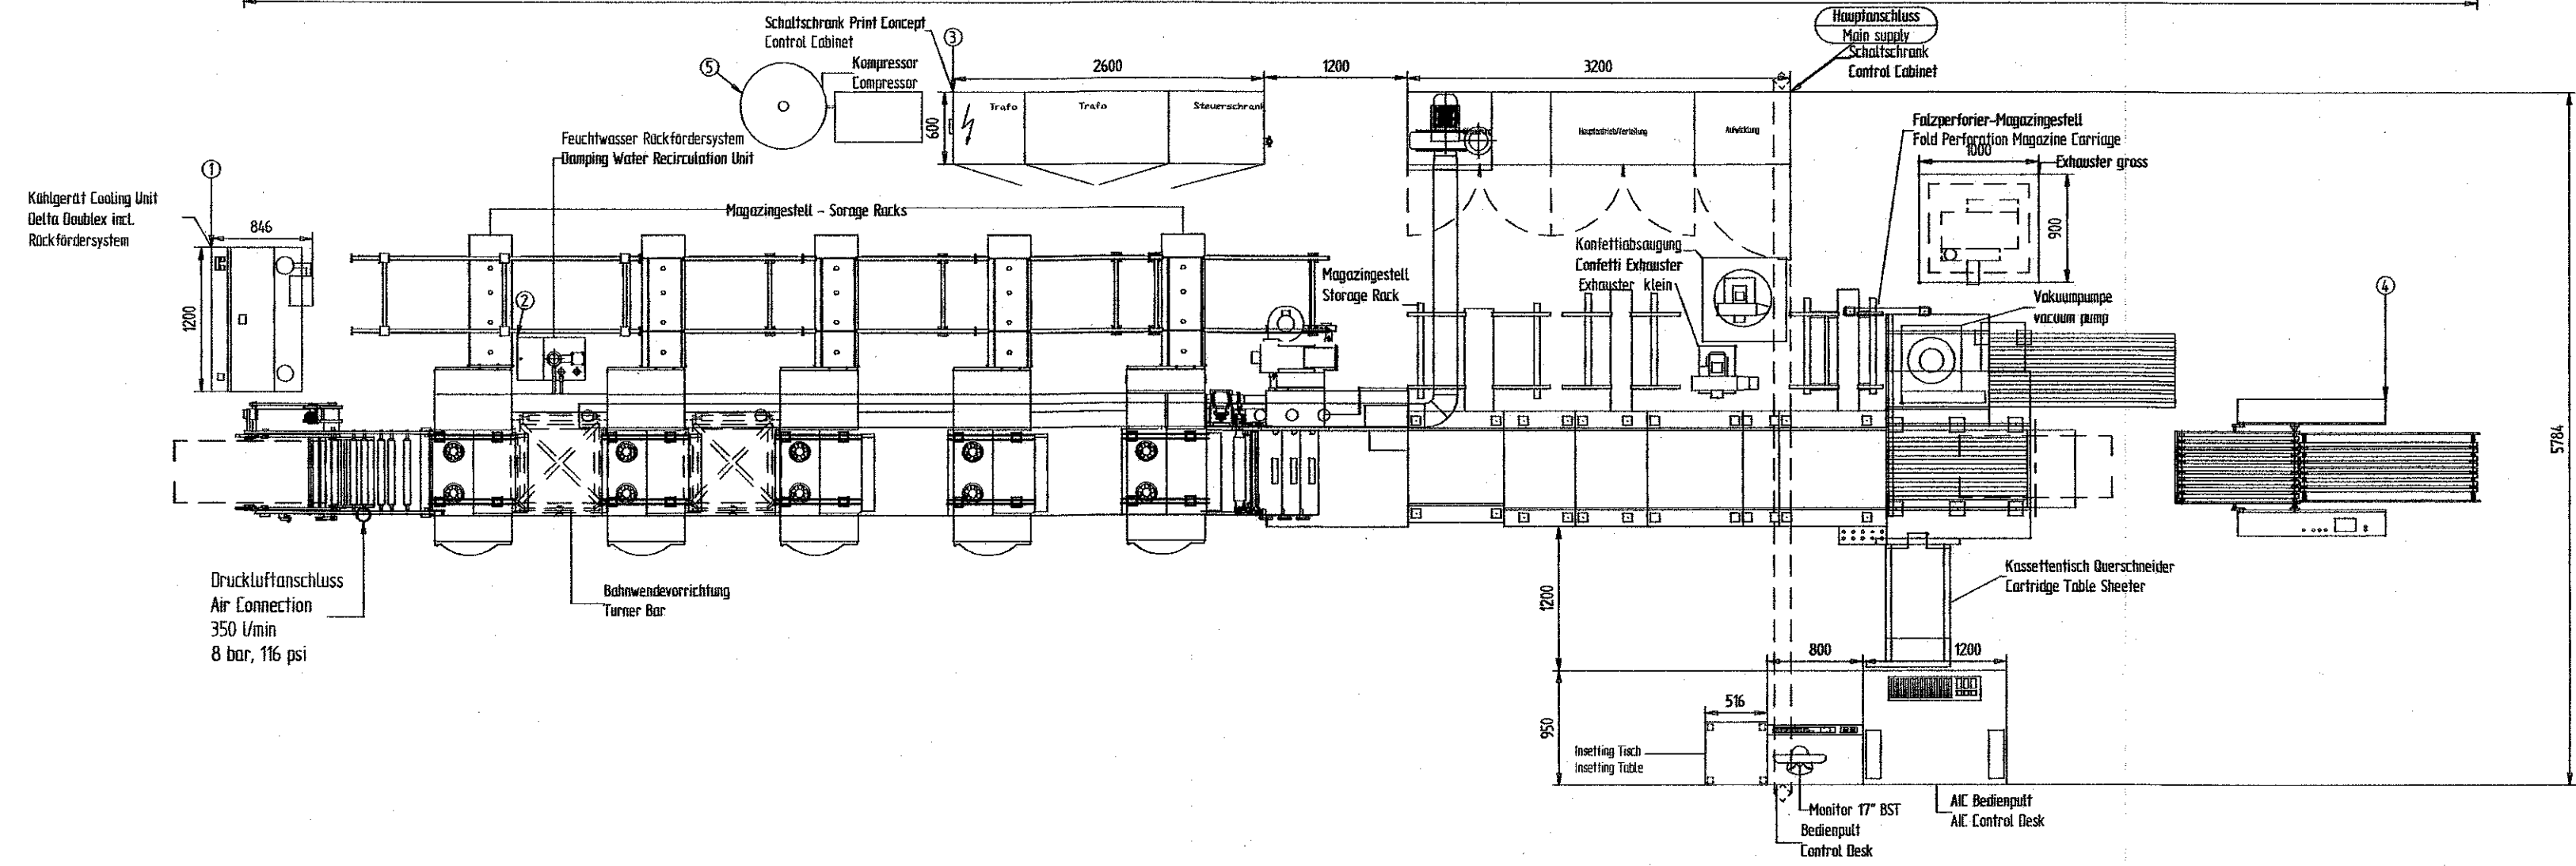 Hauptanschluss
Main supply
Schaltschrank
Control Cabinet
Schaltschrank Print Concept
Control Cabinet
3
2600
1200
3200
5
Kompressor
Compressor
600
Trafo
Trafo
Steuerschrank
Hauptantrieb/Verteilung
Aufwicklung
Falzperforier-Magazingestell
Fold Perforation Magazine Carriage
1000
Exhauster gross
900
Feuchtwasser Rückfördersystem
Damping Water Recirculation Unit
1
Kühlgerät Cooling Unit
Delta Doublex incl.
Rückfördersystem
846
1200
Magazingestell - Sorage Racks
2
Magazingestell
Storage Rack
Konfettiabsaugung
Confetti Exhauster
Exhauster klein
Vakuumpumpe
vacuum pump
4
5784
Druckluftanschluss
Air Connection
350 l/min
8 bar, 116 psi
Bahnwendevorrichtung
Turner Bar
Kassettentisch Querschneider
Cartridge Table Sheeter
1200
800
1200
950
516
Insetting Tisch
Insetting Table
Monitor 17" BST
Bedienpult
Control Desk
AIC Bedienpult
AIC Control Desk